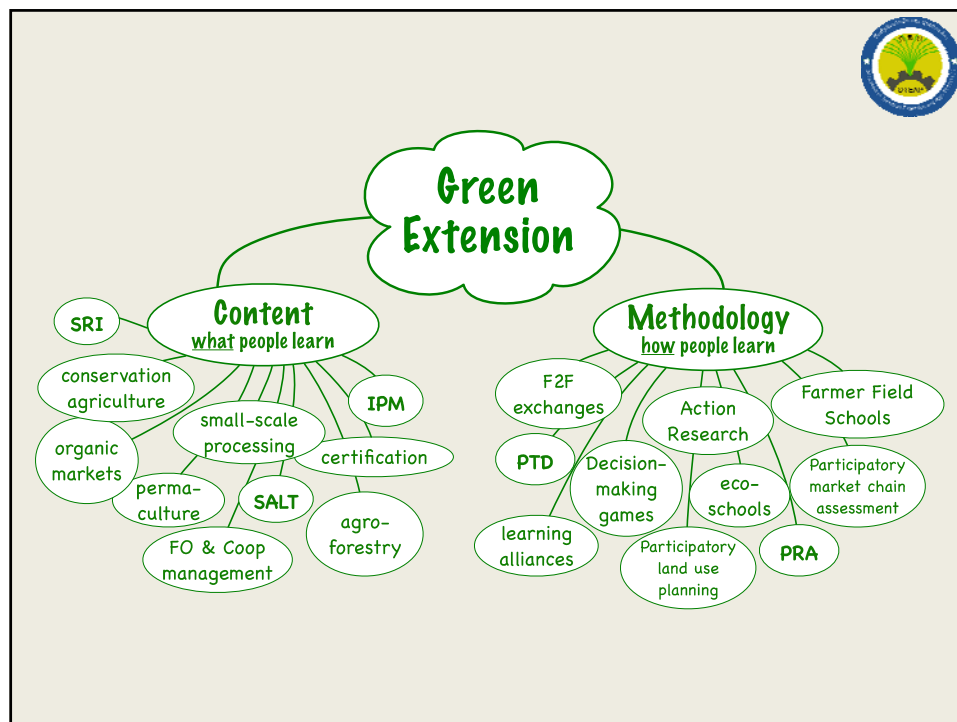 Green
Extension
Content
what people learn
SRI
conservation
agriculture
organic
markets
small-scale
processing
IPM
certification
perma-
culture
SALT
agro-
forestry
FO & Coop
management
Methodology
how people learn
F2F
exchanges
Action
Research
Farmer Field
Schools
PTD
Decision-
making
games
eco-
schools
Participatory
market chain
assessment
learning
alliances
Participatory
land use
planning
PRA